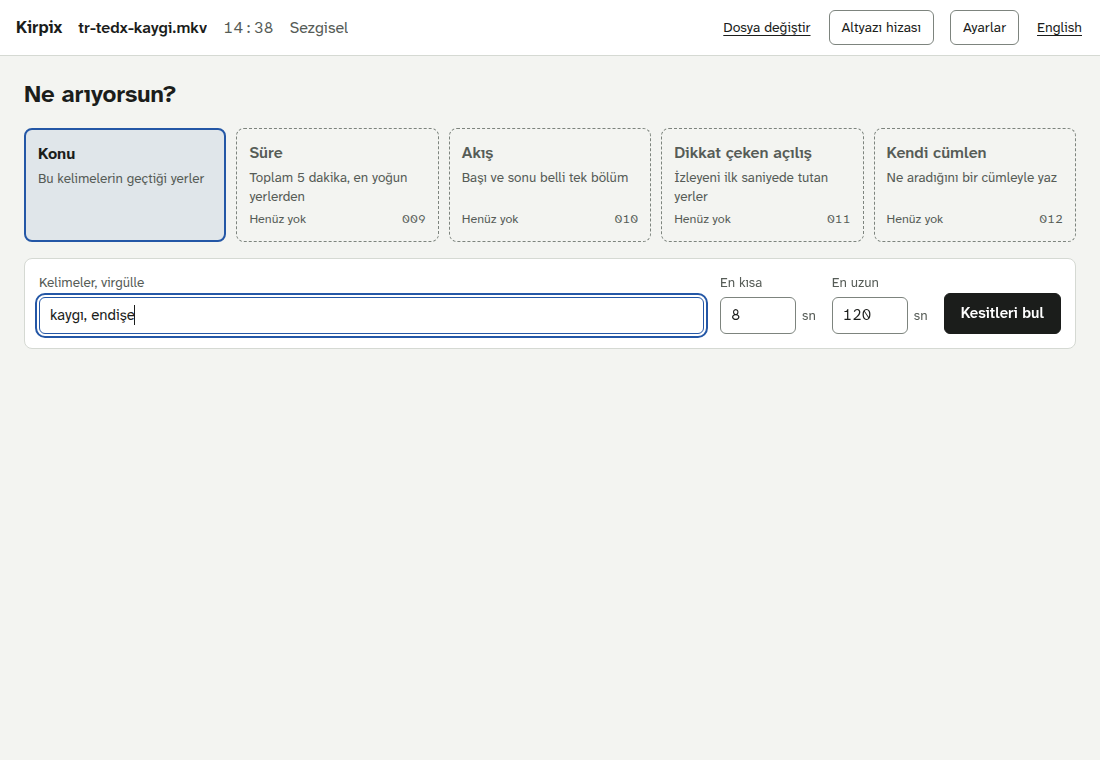 Kirpix tr-tedx-kaygi.mkv 14:38 Sezgisel Dosya değiştir Altyazı hizası Ayarlar English
Ne arıyorsun?
Konu
Bu kelimelerin geçtiği yerler
Süre
Toplam 5 dakika, en yoğun
yerlerden
Henüz yok 009
Akış
Başı ve sonu belli tek bölüm
Henüz yok 010
Dikkat çeken açılış
İzleyeni ilk saniyede tutan
yerler
Henüz yok 011
Kendi cümlen
Ne aradığını bir cümleyle yaz
Henüz yok 012
Kelimeler, virgülle
kaygı, endişe
En kısa
8 sn
En uzun
120 sn
Kesitleri bul